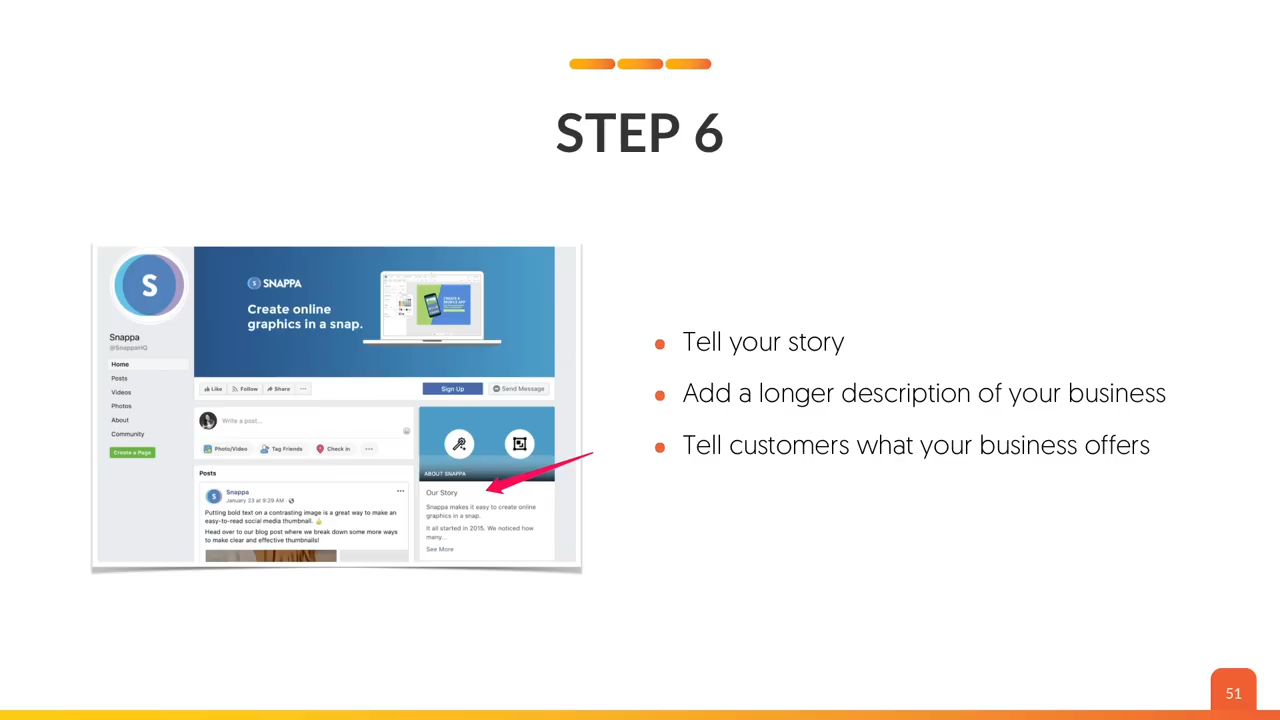 STEP 6
S
Snappa
@SnappaHQ
Home
Posts
Videos
Photos
About
Community
Create a Page
S SNAPPA
Create online
graphics in a snap.
Like
Follow
Share
Sign Up
Send Message
Write a post...
Photo/Video
Tag Friends
Check in
Posts
S
Snappa
January 23 at 9:29 AM
Putting bold text on a contrasting image is a great way to make an
easy-to-read social media thumbnail.
Head over to our blog post where we break down some more ways
to make clear and effective thumbnails!
ABOUT SNAPPA
Our Story
Snappa makes it easy to create online
graphics in a snap.
It all started in 2015. We noticed how
many...
See More
Tell your story
Add a longer description of your business
Tell customers what your business offers
51